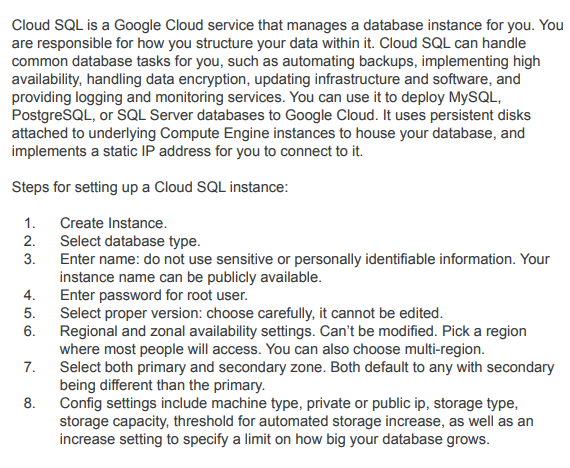 Cloud SQL is a Google Cloud service that manages a database instance for you. You
are responsible for how you structure your data within it. Cloud SQL can handle
common database tasks for you, such as automating backups, implementing high
availability, handling data encryption, updating infrastructure and software, and
providing logging and monitoring services. You can use it to deploy MySQL,
PostgreSQL, or SQL Server databases to Google Cloud. It uses persistent disks
attached to underlying Compute Engine instances to house your database, and
implements a static IP address for you to connect to it.
Steps for setting up a Cloud SQL instance:
1. Create Instance.
2. Select database type.
3. Enter name: do not use sensitive or personally identifiable information. Your
instance name can be publicly available.
4. Enter password for root user.
5. Select proper version: choose carefully, it cannot be edited.
6. Regional and zonal availability settings. Can't be modified. Pick a region
where most people will access. You can also choose multi-region.
7. Select both primary and secondary zone. Both default to any with secondary
being different than the primary.
8. Config settings include machine type, private or public ip, storage type,
storage capacity, threshold for automated storage increase, as well as an
increase setting to specify a limit on how big your database grows.